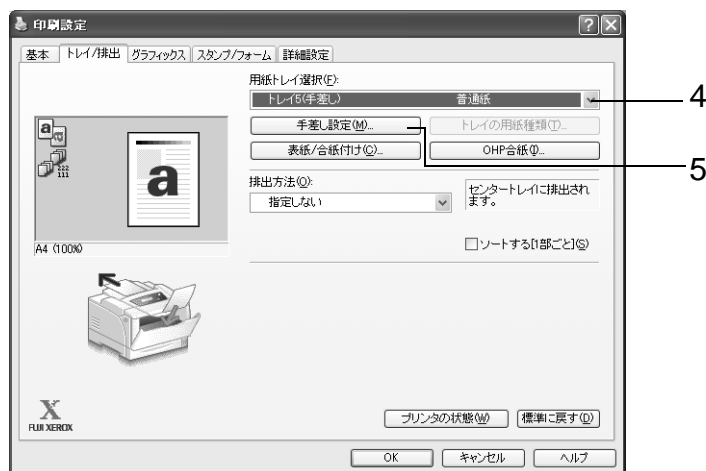 印刷設定
基本 トレイ/排出 グラフィックス スタンプ/フォーム 詳細設定
用紙トレイ選択(F):
トレイ5(手差し) 普通紙
4
手差し設定(M)... トレイの用紙種類(T)...
5
表紙/合紙付け(C)... OHP合紙(I)...
排出方法(O):
指定しない
センタートレイに排出され
ます。
ソートする[1部ごと](S)
a
a
A4 (100%)
X
FUJI XEROX
プリンタの状態(W) 標準に戻す(D)
OK キャンセル ヘルプ